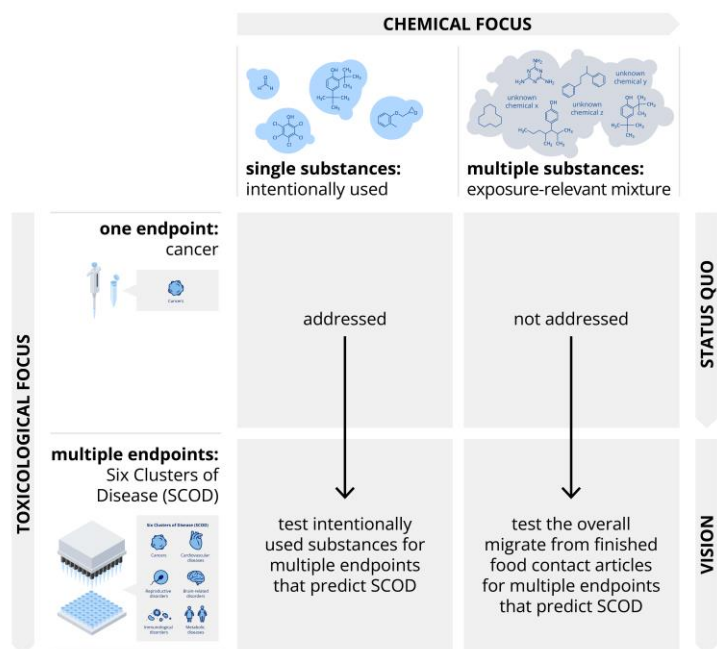 CHEMICAL FOCUS
single substances:
intentionally used
unknown
chemical x
unknown
chemical y
unknown
chemical z
multiple substances:
exposure-relevant mixture
TOXICOLOGICAL FOCUS
one endpoint:
cancer
Cancers
addressed
not addressed
STATUS QUO
multiple endpoints:
Six Clusters of
Disease (SCOD)
Six Clusters of Disease (SCOD)
Cancers
Cardiovascular
diseases
Reproductive
disorders
Brain-related
disorders
Immunological
disorders
Metabolic
diseases
test intentionally
used substances for
multiple endpoints
that predict SCOD
test the overall
migrate from finished
food contact articles
for multiple endpoints
that predict SCOD
VISION